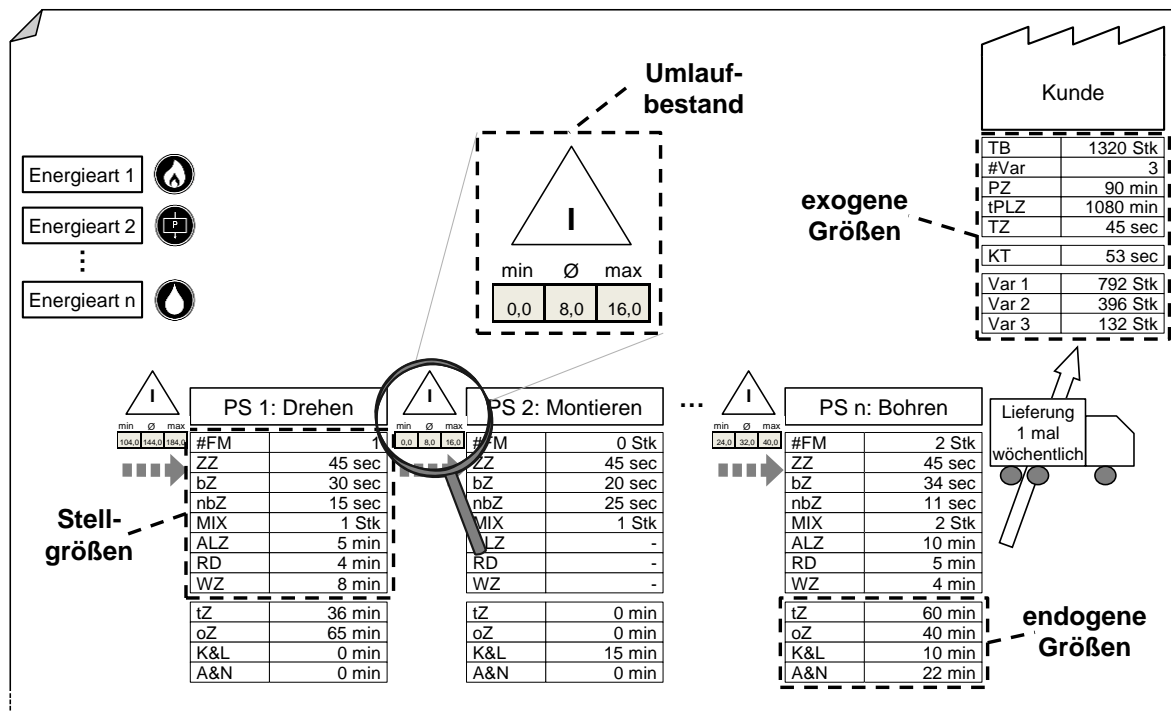 Umlauf-
bestand
I
min Ø max
0,0 8,0 16,0
Kunde
TB 1320 Stk
#Var 3
PZ 90 min
tPLZ 1080 min
TZ 45 sec
KT 53 sec
Var 1 792 Stk
Var 2 396 Stk
Var 3 132 Stk
exogene
Größen
Energieart 1
Energieart 2
P
⋮
Energieart n
I
min Ø max
104,0 144,0 184,0
PS 1: Drehen
#FM 1
ZZ 45 sec
bZ 30 sec
nbZ 15 sec
MIX 1 Stk
ALZ 5 min
RD 4 min
WZ 8 min
tZ 36 min
oZ 65 min
K&L 0 min
A&N 0 min
Stell-
größen
I
min Ø max
0,0 8,0 16,0
PS 2: Montieren
#FM 0 Stk
ZZ 45 sec
bZ 20 sec
nbZ 25 sec
MIX 1 Stk
ALZ -
RD -
WZ -
tZ 0 min
oZ 0 min
K&L 15 min
A&N 0 min
...
I
min Ø max
24,0 32,0 40,0
PS n: Bohren
#FM 2 Stk
ZZ 45 sec
bZ 34 sec
nbZ 11 sec
MIX 2 Stk
ALZ 10 min
RD 5 min
WZ 4 min
tZ 60 min
oZ 40 min
K&L 10 min
A&N 22 min
Lieferung
1 mal
wöchentlich
endogene
Größen